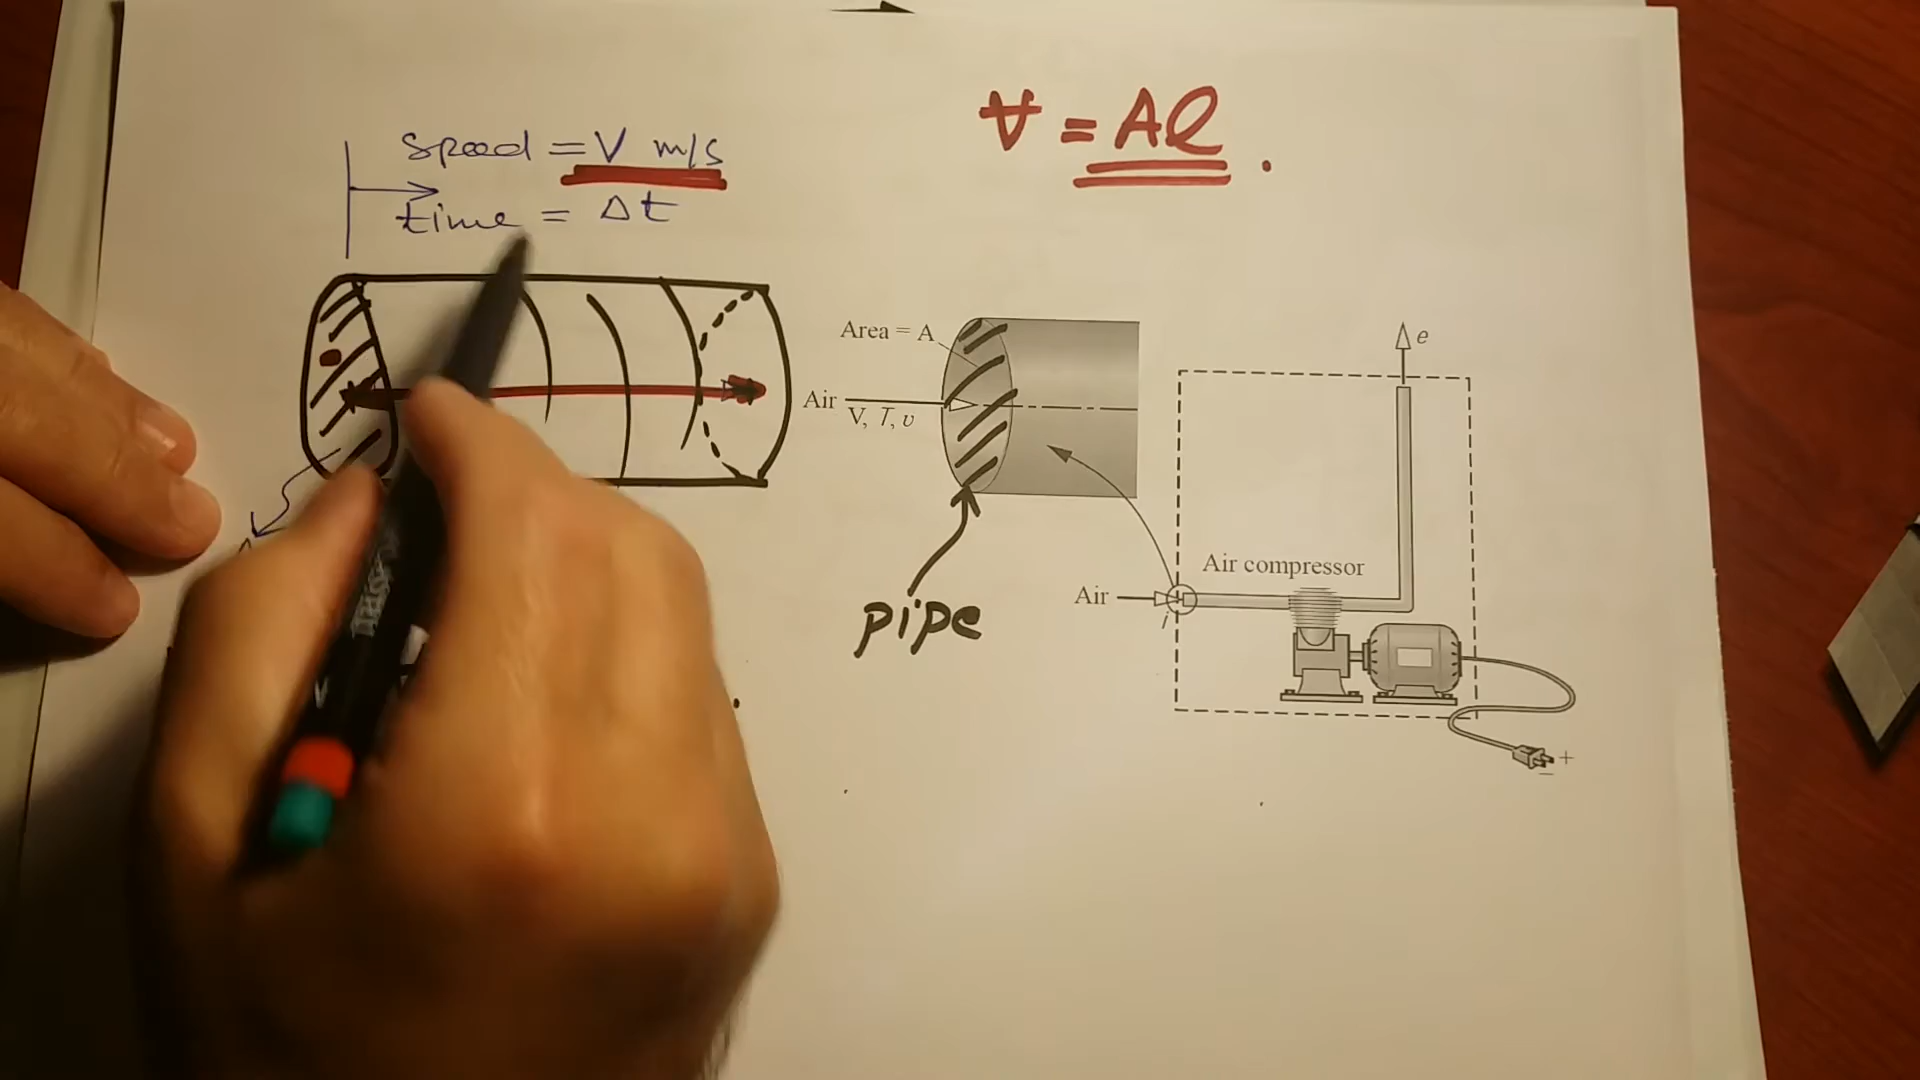 speed = V m/s
time = Δt
V = Al.
Area = A
Air
V, T, υ
e
pipe
Air compressor
Air
i
+
−